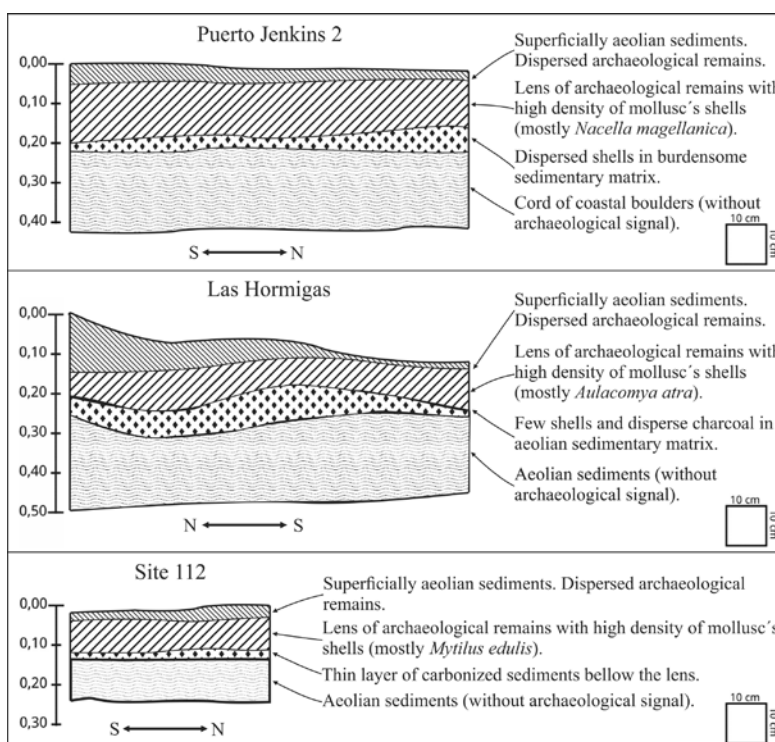 Puerto Jenkins 2
0,00
0,10
0,20
0,30
0,40
S N
Superficially aeolian sediments.
Dispersed archaeological remains.
Lens of archaeological remains with
high density of mollusc´s shells
(mostly Nacella magellanica).
Dispersed shells in burdensome
sedimentary matrix.
Cord of coastal boulders (without
archaeological signal).
10 cm
10 cm
Las Hormigas
0,00
0,10
0,20
0,30
0,40
0,50
N S
Superficially aeolian sediments.
Dispersed archaeological remains.
Lens of archaeological remains with
high density of mollusc´s shells
(mostly Aulacomya atra).
Few shells and disperse charcoal in
aeolian sedimentary matrix.
Aeolian sediments (without
archaeological signal).
10 cm
10 cm
Site 112
0,00
0,10
0,20
0,30
S N
Superficially aeolian sediments. Dispersed archaeological
remains.
Lens of archaeological remains with high density of mollusc´s
shells (mostly Mytilus edulis).
Thin layer of carbonized sediments bellow the lens.
Aeolian sediments (without archaeological signal).
10 cm
10 cm